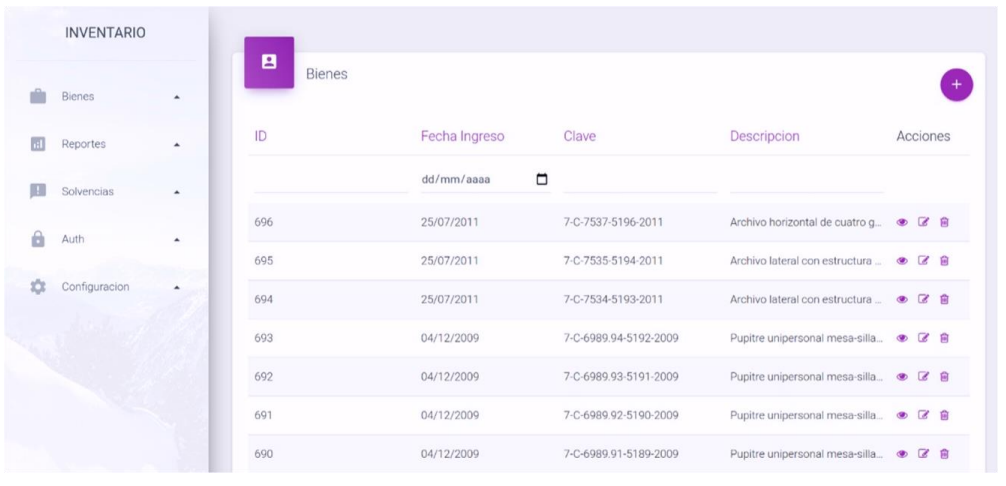 INVENTARIO
Bienes
Reportes
Solvencias
Auth
Configuracion
Bienes
+
ID Fecha Ingreso Clave Descripcion Acciones
dd/mm/aaaa
696 25/07/2011 7-C-7537-5196-2011 Archivo horizontal de cuatro g...
695 25/07/2011 7-C-7535-5194-2011 Archivo lateral con estructura ...
694 25/07/2011 7-C-7534-5193-2011 Archivo lateral con estructura ...
693 04/12/2009 7-C-6989.94-5192-2009 Pupitre unipersonal mesa-silla...
692 04/12/2009 7-C-6989.93-5191-2009 Pupitre unipersonal mesa-silla...
691 04/12/2009 7-C-6989.92-5190-2009 Pupitre unipersonal mesa-silla...
690 04/12/2009 7-C-6989.91-5189-2009 Pupitre unipersonal mesa-silla...